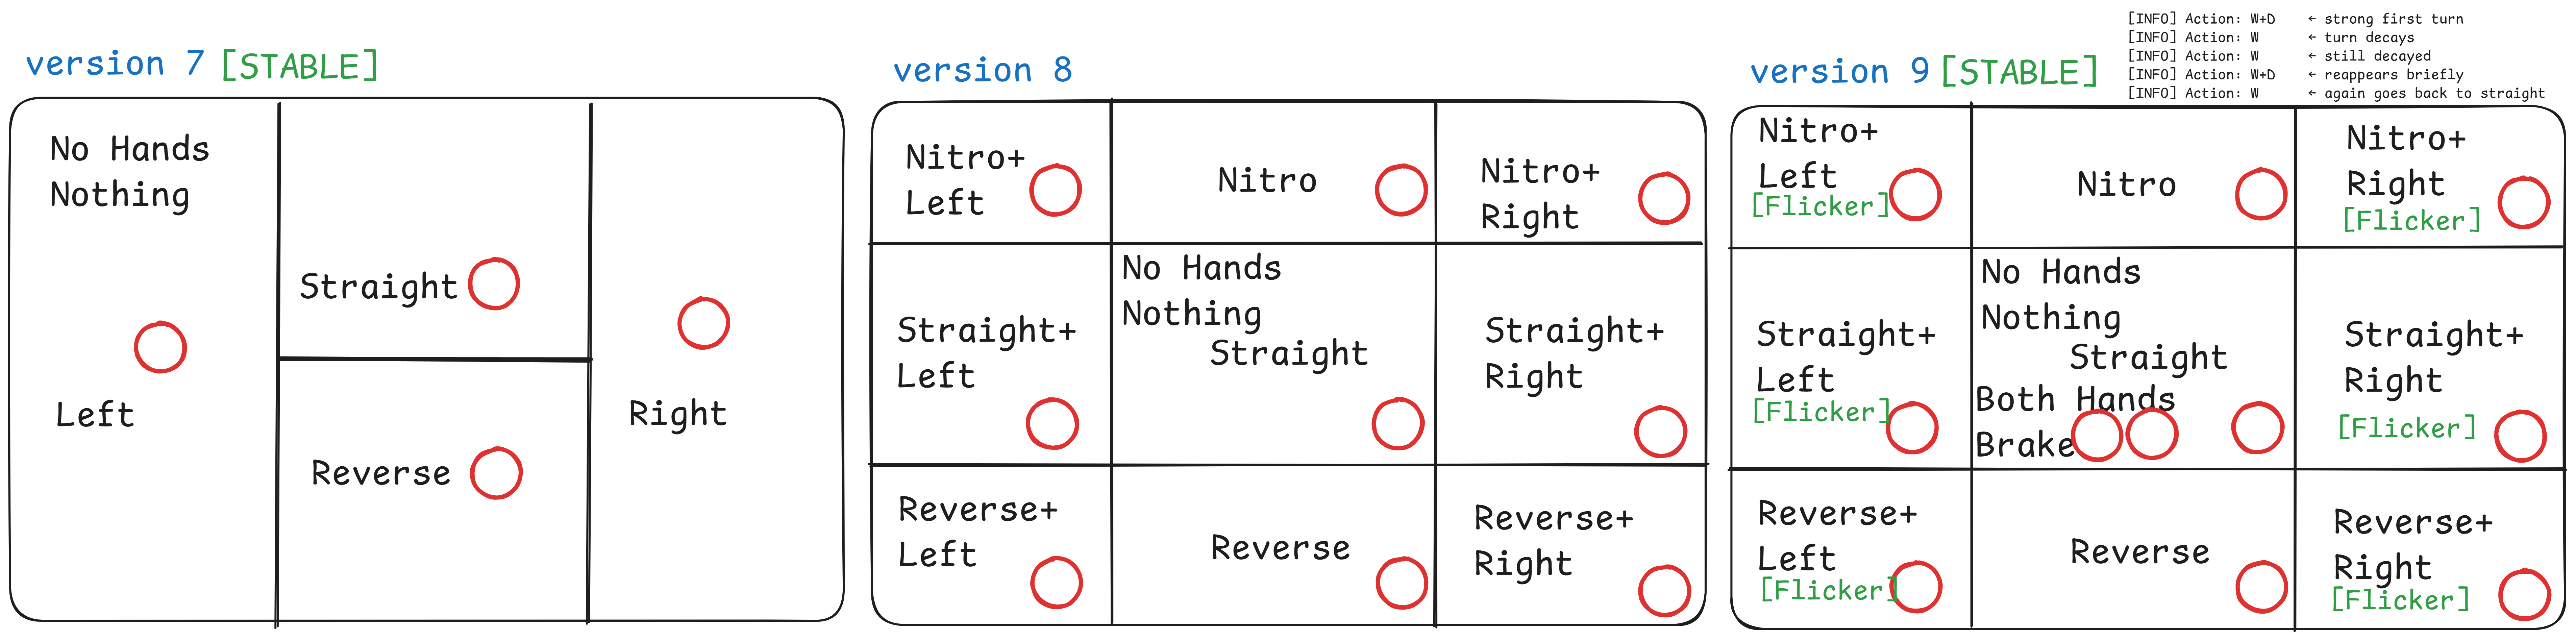 version 7 [STABLE]
No Hands
Nothing
Straight
Left
Right
Reverse
version 8
Nitro+
Left
Nitro
Nitro+
Right
Straight+
Left
No Hands
Nothing
Straight
Straight+
Right
Reverse+
Left
Reverse
Reverse+
Right
version 9 [STABLE]
[INFO] Action: W+D ← strong first turn
[INFO] Action: W ← turn decays
[INFO] Action: W ← still decayed
[INFO] Action: W+D ← reappears briefly
[INFO] Action: W ← again goes back to straight
Nitro+
Left
[Flicker]
Nitro
Nitro+
Right
[Flicker]
Straight+
Left
[Flicker]
No Hands
Nothing
Straight
Both Hands
Brake
Straight+
Right
[Flicker]
Reverse+
Left
[Flicker]
Reverse
Reverse+
Right
[Flicker]